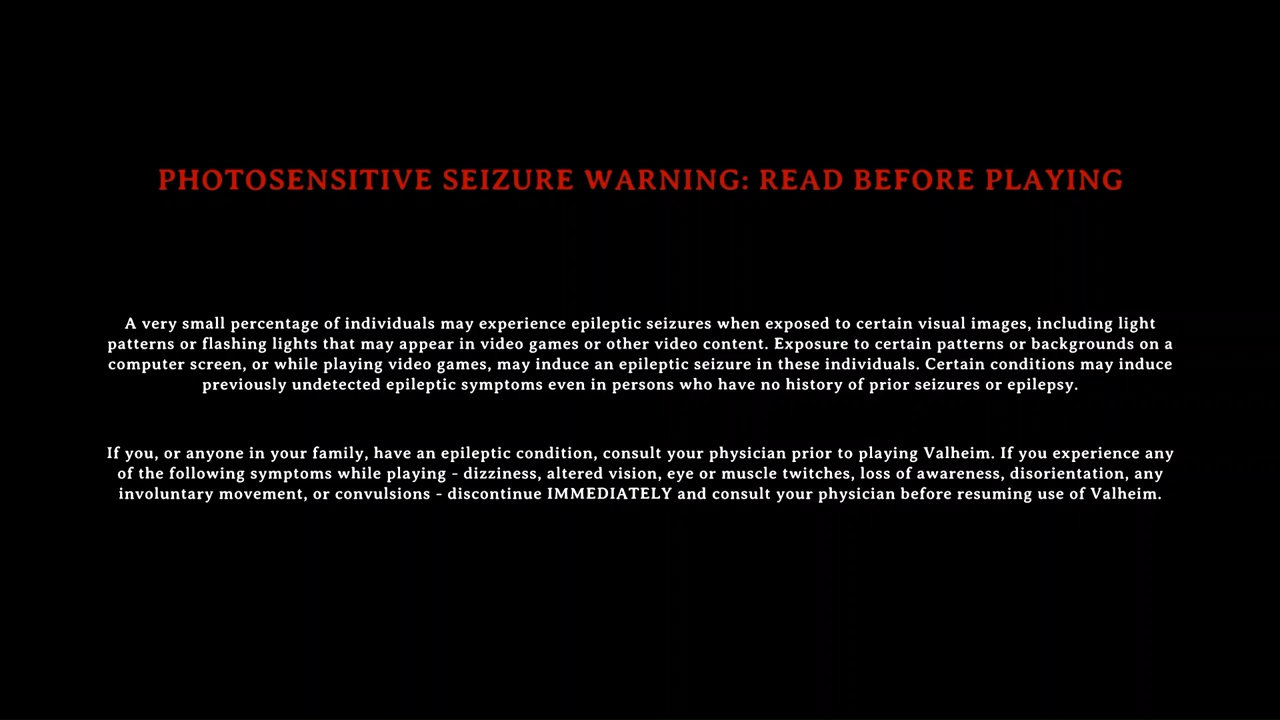 PHOTOSENSITIVE SEIZURE WARNING: READ BEFORE PLAYING
A very small percentage of individuals may experience epileptic seizures when exposed to certain visual images, including light
patterns or flashing lights that may appear in video games or other video content. Exposure to certain patterns or backgrounds on a
computer screen, or while playing video games, may induce an epileptic seizure in these individuals. Certain conditions may induce
previously undetected epileptic symptoms even in persons who have no history of prior seizures or epilepsy.
If you, or anyone in your family, have an epileptic condition, consult your physician prior to playing Valheim. If you experience any
of the following symptoms while playing - dizziness, altered vision, eye or muscle twitches, loss of awareness, disorientation, any
involuntary movement, or convulsions - discontinue IMMEDIATELY and consult your physician before resuming use of Valheim.